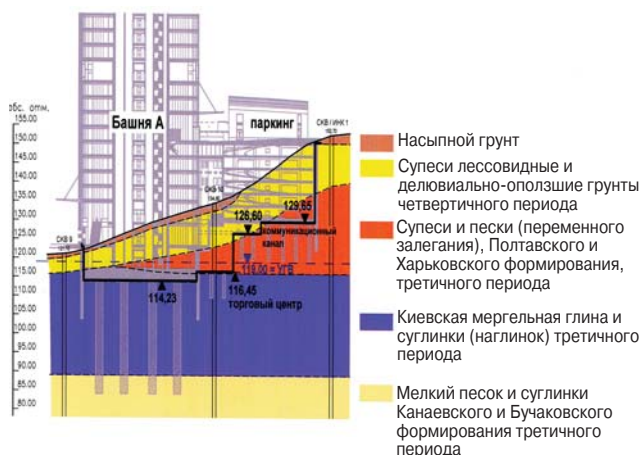 абс. отм.
155.00
150.00
145.00
140.00
135.00
130.00
125.00
120.00
115.00
110.00
105.00
100.00
95.00
90.00
85.00
80.00
Башня А
паркинг
129,65
126,60
коммуникационный
канал
119.00 = УГВ
116,45
торговый центр
114,23
Насыпной грунт
Супеси лессовидные и
делювиально-оползшие грунты
четвертичного периода
Супеси и пески (переменного
залегания), Полтавского и
Харьковского формирования,
третичного периода
Киевская мергельная глина и
суглинки (наглинок) третичного
периода
Мелкий песок и суглинки
Канаевского и Бучаковского
формирования третичного
периода